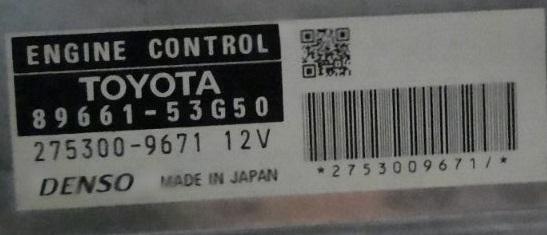 ENGINE CONTROL
TOYOTA
89661-53G50
275300-9671 12V
DENSO MADE IN JAPAN
*2753009671/*